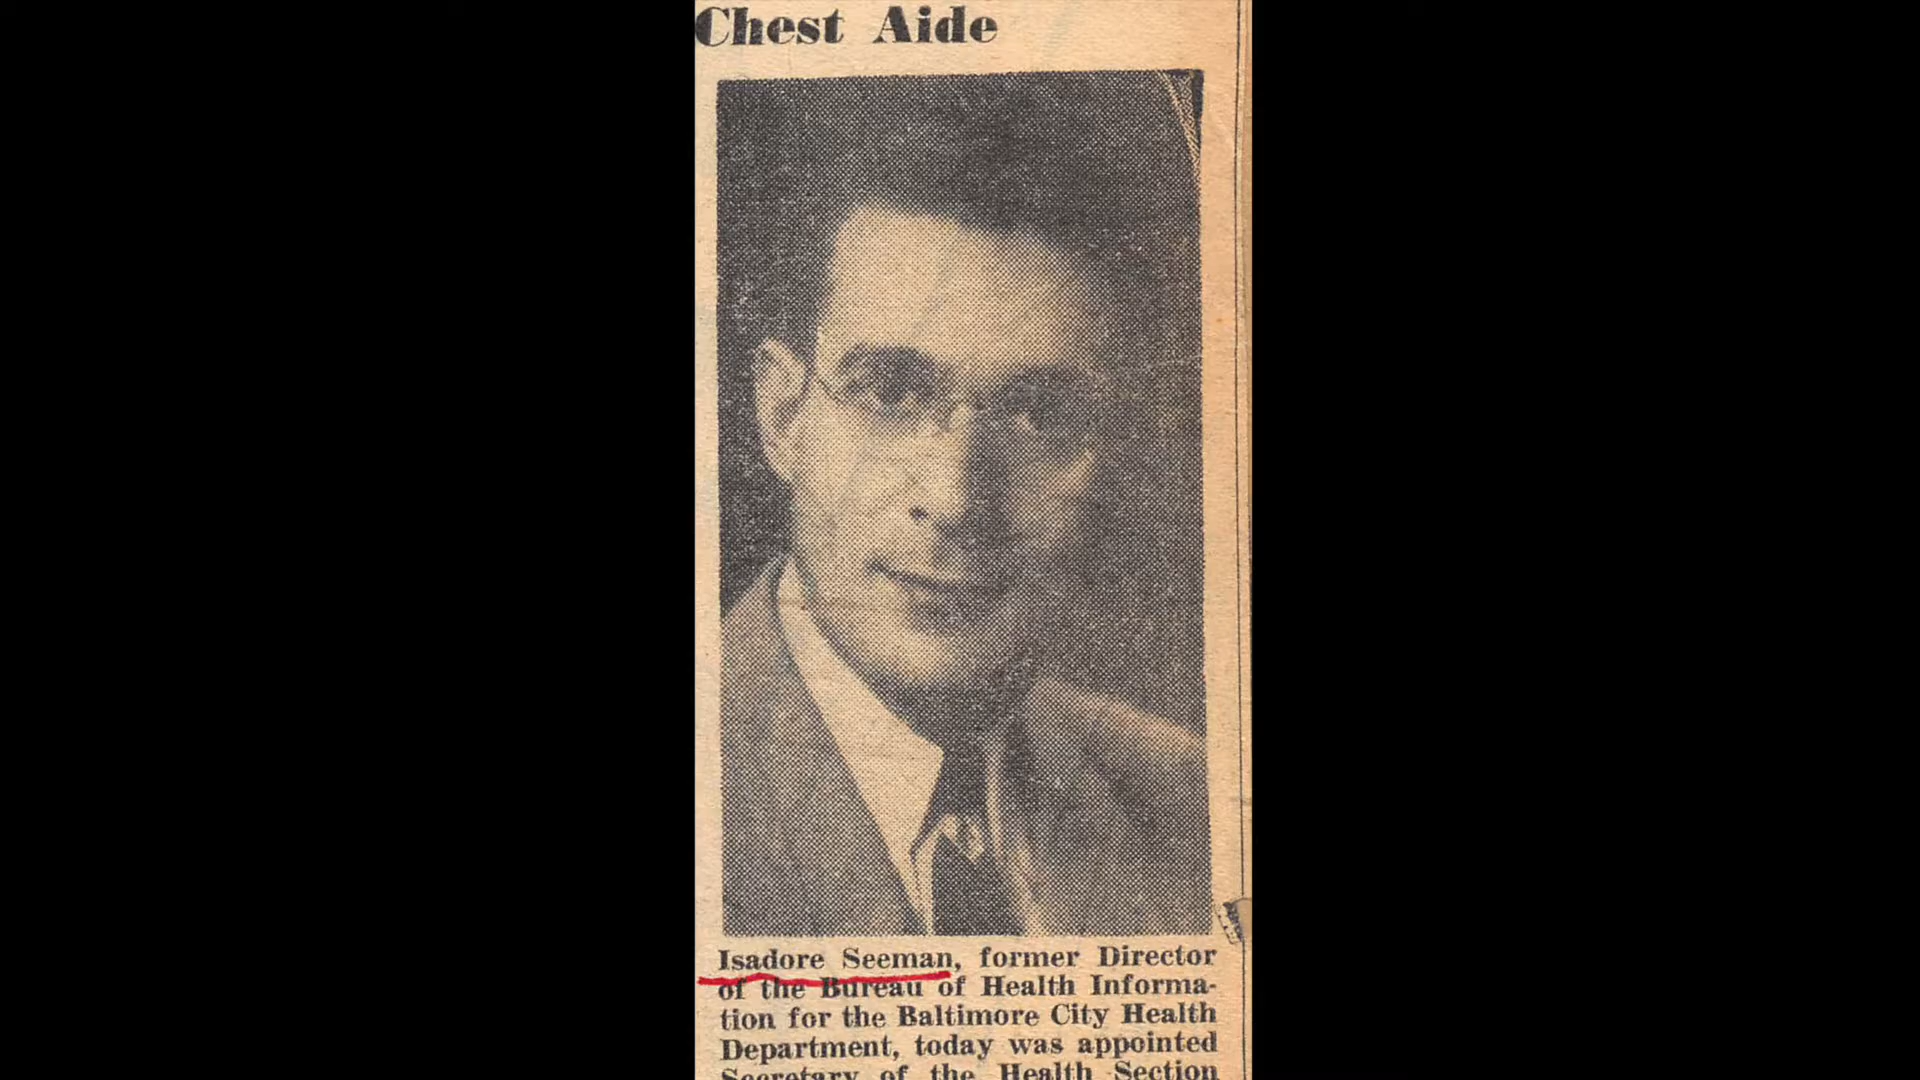 Chest Aide
Isadore Seeman, former Director
of the Bureau of Health Informa-
tion for the Baltimore City Health
Department, today was appointed
Secretary of the Health Section